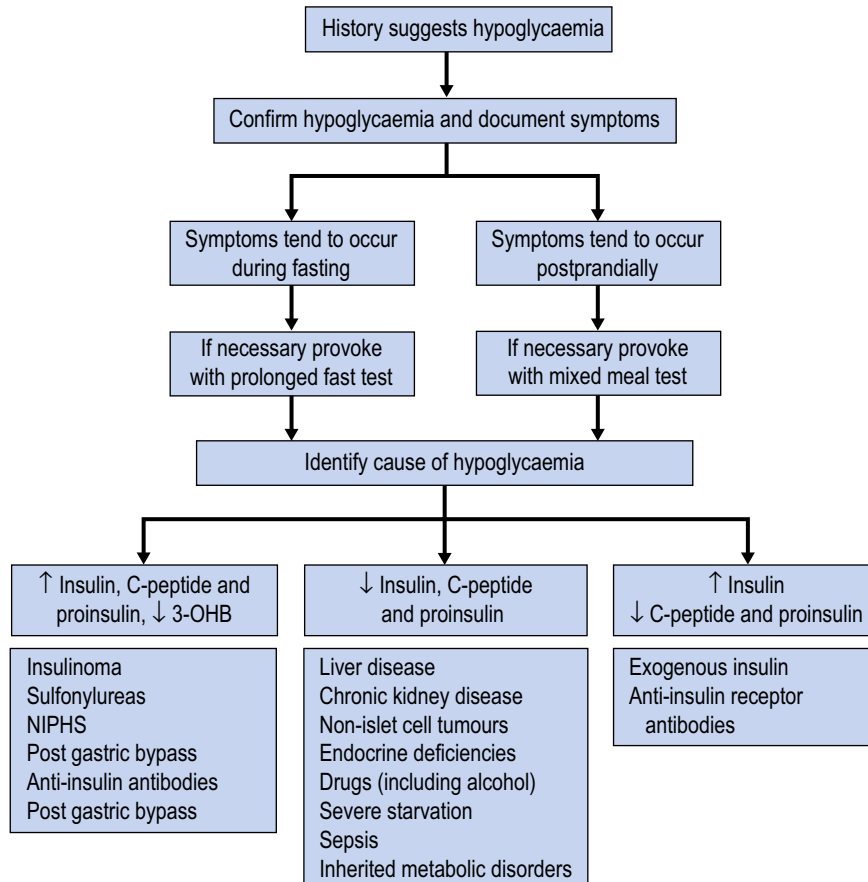 History suggests hypoglycaemia
Confirm hypoglycaemia and document symptoms
Symptoms tend to occur
during fasting
Symptoms tend to occur
postprandially
If necessary provoke
with prolonged fast test
If necessary provoke
with mixed meal test
Identify cause of hypoglycaemia
↑ Insulin, C-peptide and
proinsulin, ↓ 3-OHB
↓ Insulin, C-peptide
and proinsulin
↑ Insulin
↓ C-peptide and proinsulin
Insulinoma
Sulfonylureas
NIPHS
Post gastric bypass
Anti-insulin antibodies
Post gastric bypass
Liver disease
Chronic kidney disease
Non-islet cell tumours
Endocrine deficiencies
Drugs (including alcohol)
Severe starvation
Sepsis
Inherited metabolic disorders
Exogenous insulin
Anti-insulin receptor
antibodies